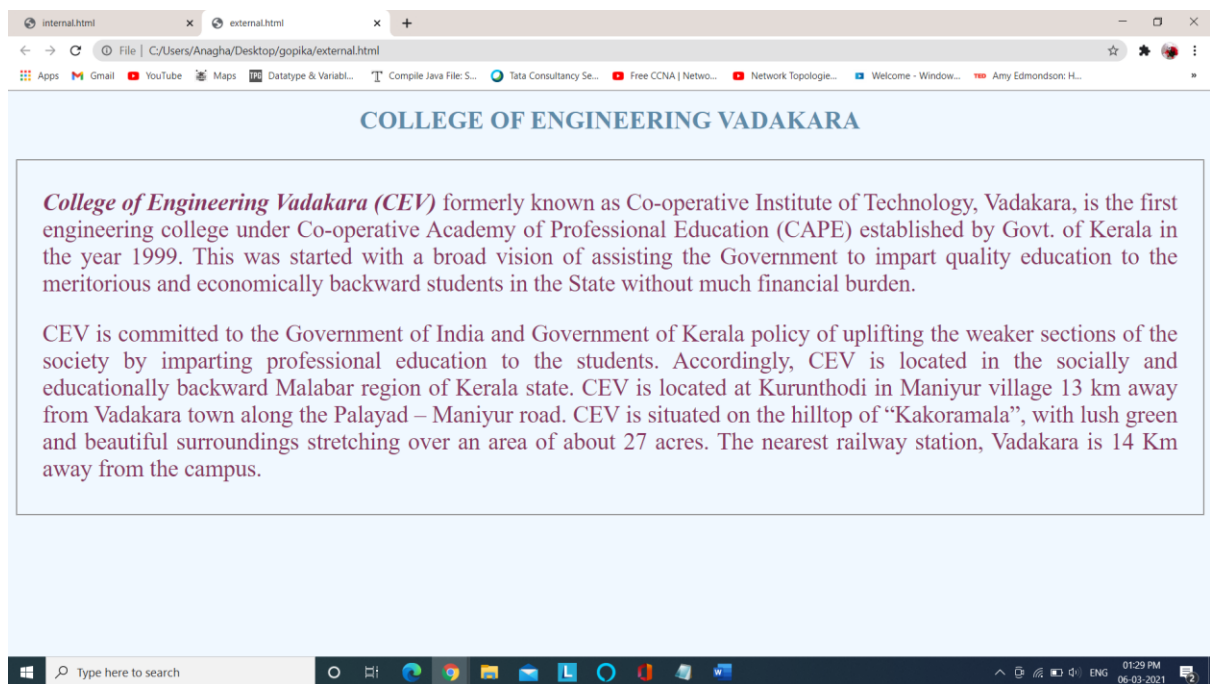 internal.html
external.html
File | C:/Users/Anagha/Desktop/gopika/external.html
Apps Gmail YouTube Maps Datatype & Variabl... Compile Java File: S... Tata Consultancy Se... Free CCNA | Netwo... Network Topologie... Welcome - Window... TED Amy Edmondson: H... »
COLLEGE OF ENGINEERING VADAKARA
College of Engineering Vadakara (CEV) formerly known as Co-operative Institute of Technology, Vadakara, is the first
engineering college under Co-operative Academy of Professional Education (CAPE) established by Govt. of Kerala in
the year 1999. This was started with a broad vision of assisting the Government to impart quality education to the
meritorious and economically backward students in the State without much financial burden.
CEV is committed to the Government of India and Government of Kerala policy of uplifting the weaker sections of the
society by imparting professional education to the students. Accordingly, CEV is located in the socially and
educationally backward Malabar region of Kerala state. CEV is located at Kurunthodi in Maniyur village 13 km away
from Vadakara town along the Palayad – Maniyur road. CEV is situated on the hilltop of “Kakoramala”, with lush green
and beautiful surroundings stretching over an area of about 27 acres. The nearest railway station, Vadakara is 14 Km
away from the campus.
Type here to search
L
ENG
01:29 PM
06-03-2021
2